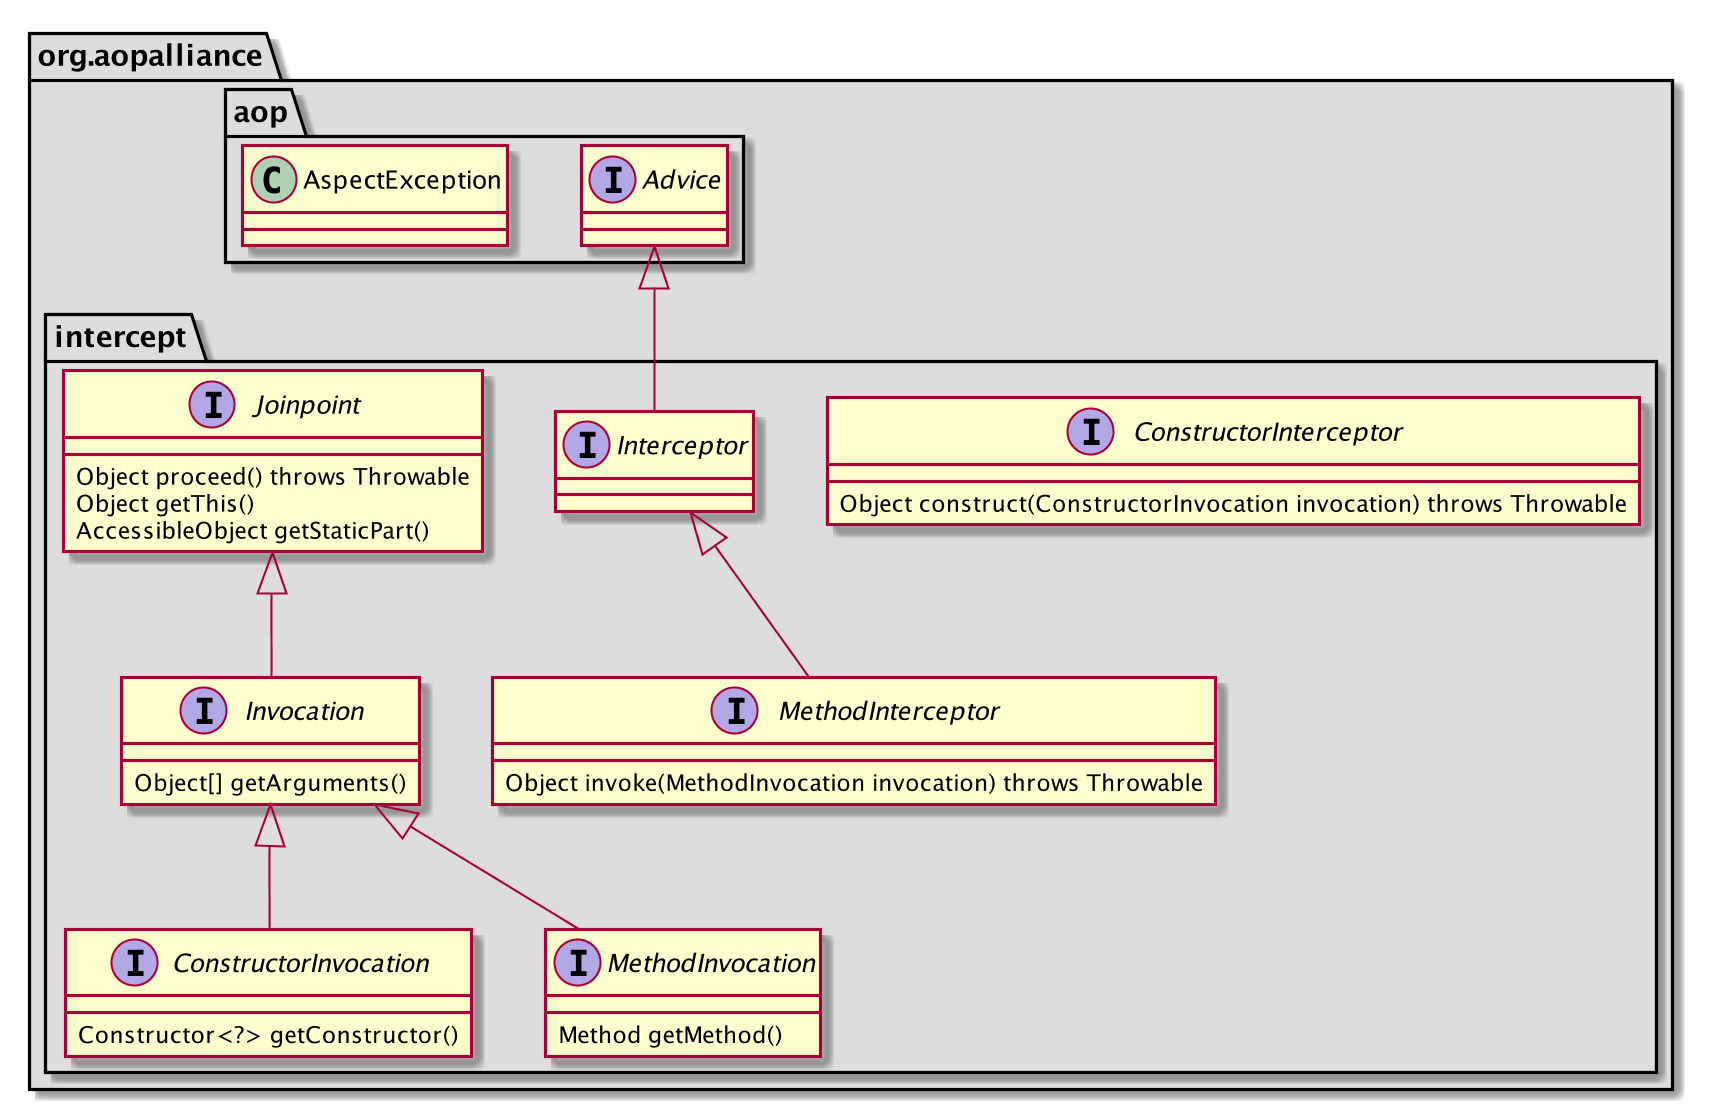 org.aopalliance
aop
C AspectException
I Advice
intercept
I Joinpoint
Object proceed() throws Throwable
Object getThis()
AccessibleObject getStaticPart()
I Interceptor
I ConstructorInterceptor
Object construct(ConstructorInvocation invocation) throws Throwable
I Invocation
Object[] getArguments()
I MethodInterceptor
Object invoke(MethodInvocation invocation) throws Throwable
I ConstructorInvocation
Constructor<?> getConstructor()
I MethodInvocation
Method getMethod()